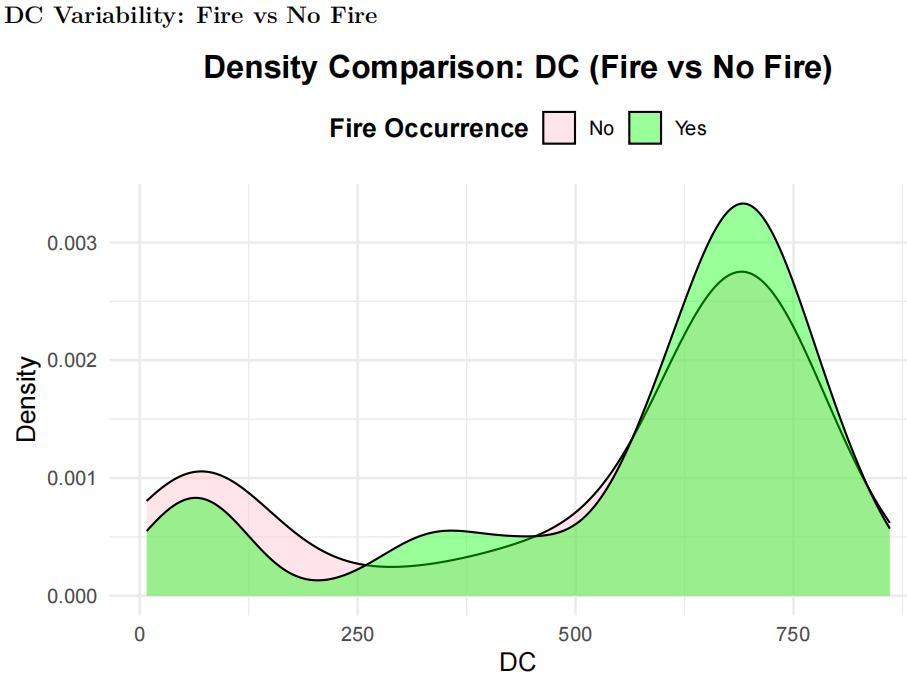 DC Variability: Fire vs No Fire
Density Comparison: DC (Fire vs No Fire)
Fire Occurrence No Yes
0.003
0.002
0.001
0.000
Density
0 250 500 750
DC